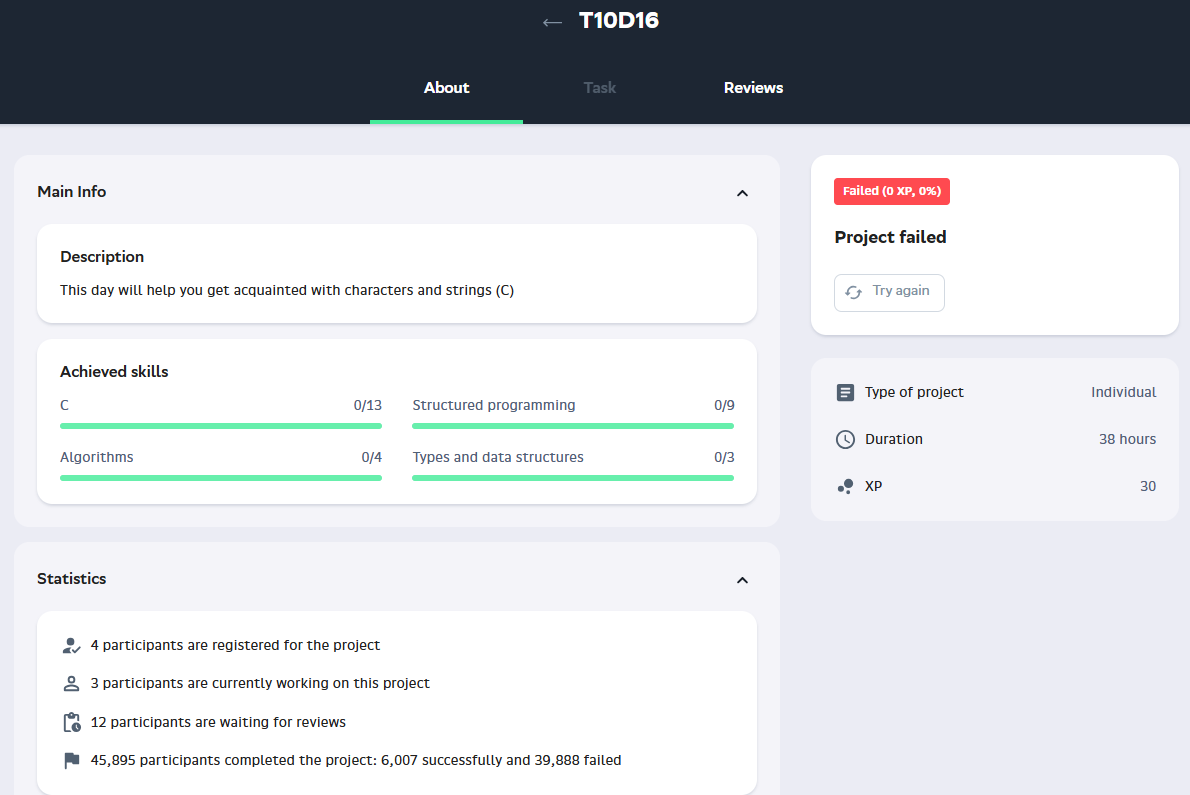 ← T10D16
About Task Reviews
Main Info
Description
This day will help you get acquainted with characters and strings (C)
Achieved skills
C 0/13 Structured programming 0/9
Algorithms 0/4 Types and data structures 0/3
Statistics
4 participants are registered for the project
3 participants are currently working on this project
12 participants are waiting for reviews
45,895 participants completed the project: 6,007 successfully and 39,888 failed
Failed (0 XP, 0%)
Project failed
Try again
Type of project Individual
Duration 38 hours
XP 30